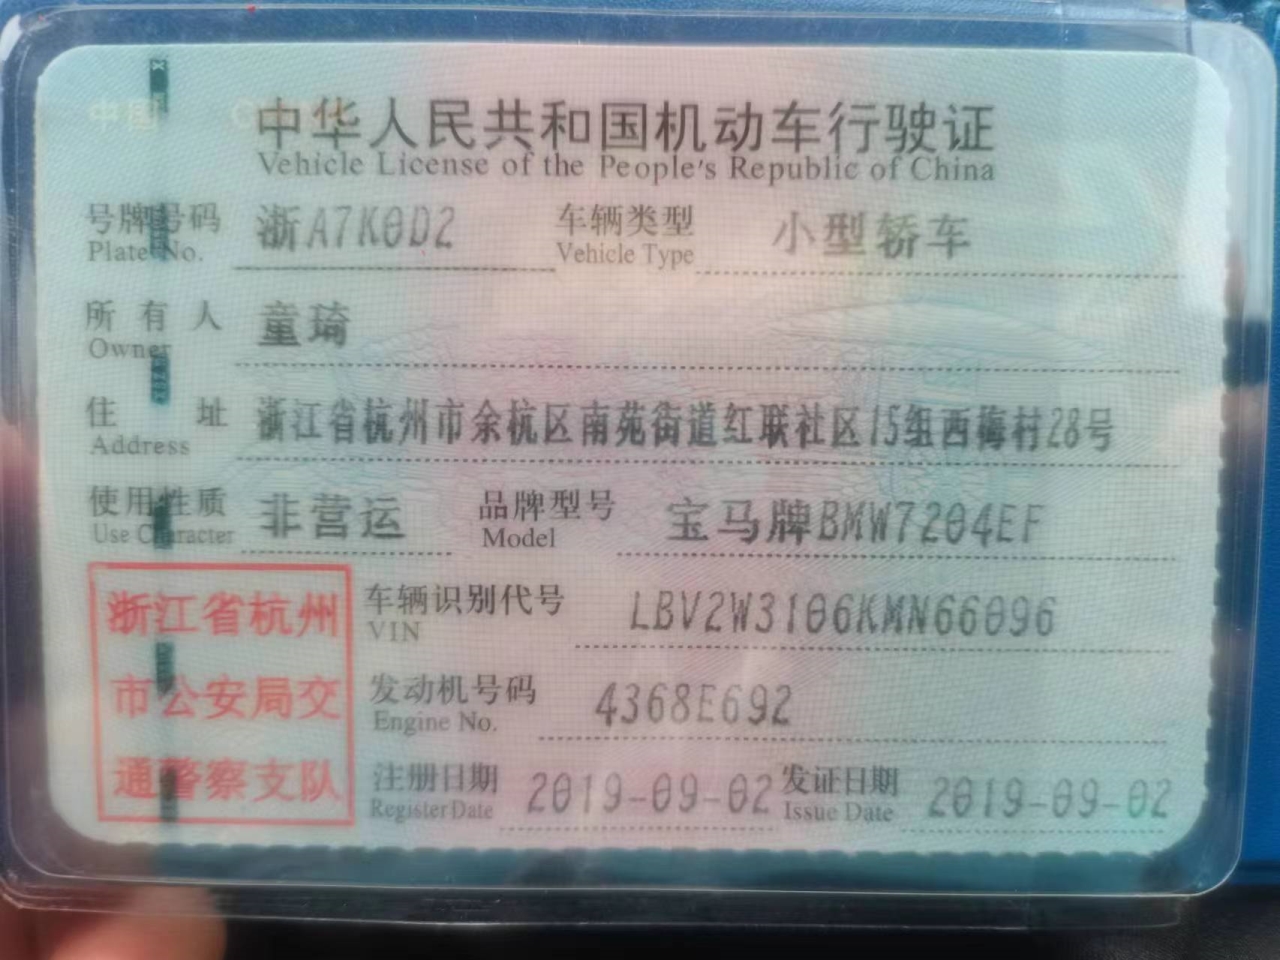 中华人民共和国机动车行驶证
Vehicle License of the People's Republic of China
号牌号码 浙A7K0D2 车辆类型 小型轿车
Plate No. Vehicle Type
所有人 童琦
Owner
住址 浙江省杭州市余杭区南苑街道红联社区15组西梅村28号
Address
使用性质 非营运 品牌型号 宝马牌BMW7204EF
Use Character Model
浙江省杭州
市公安局交
通警察支队
车辆识别代号 LBV2W3106KMN66096
VIN
发动机号码 4368E692
Engine No.
注册日期 2019-09-02 发证日期 2019-09-02
Register Date Issue Date